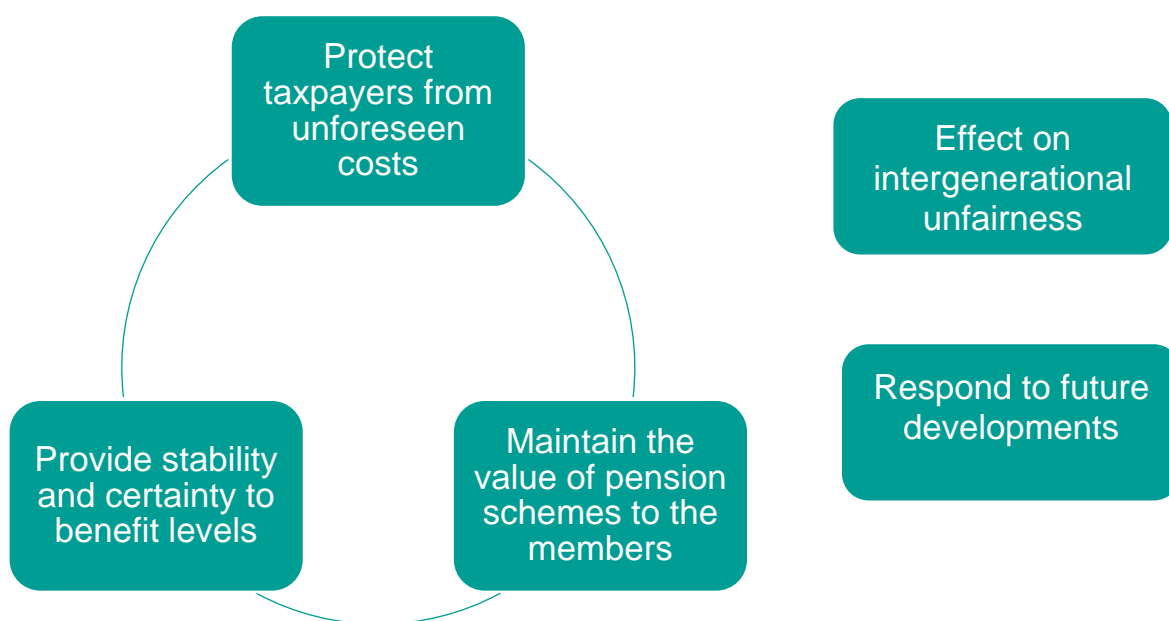 Protect
taxpayers from
unforeseen
costs
Effect on
intergenerational
unfairness
Respond to future
developments
Provide stability
and certainty to
benefit levels
Maintain the
value of pension
schemes to the
members